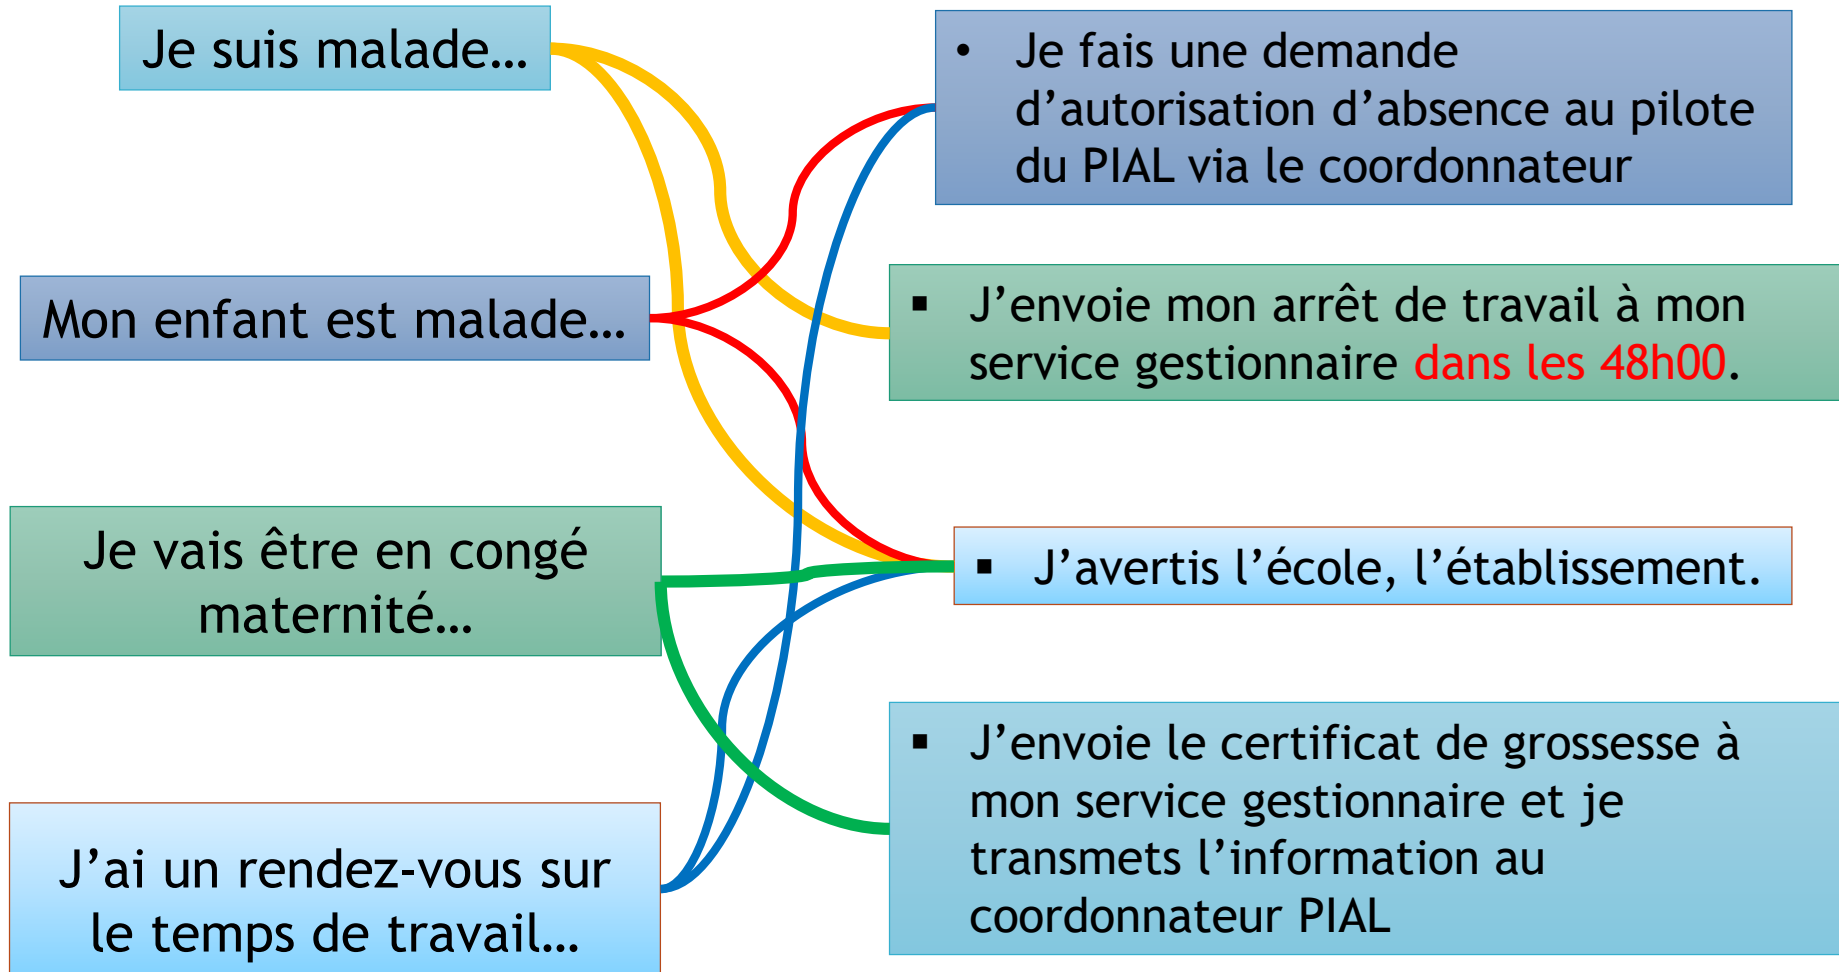 Je suis malade…
Mon enfant est malade…
Je vais être en congé
maternité…
J’ai un rendez-vous sur
le temps de travail…
• Je fais une demande
d’autorisation d’absence au pilote
du PIAL via le coordonnateur
▪ J’envoie mon arrêt de travail à mon
service gestionnaire dans les 48h00.
▪ J’avertis l’école, l’établissement.
▪ J’envoie le certificat de grossesse à
mon service gestionnaire et je
transmets l’information au
coordonnateur PIAL